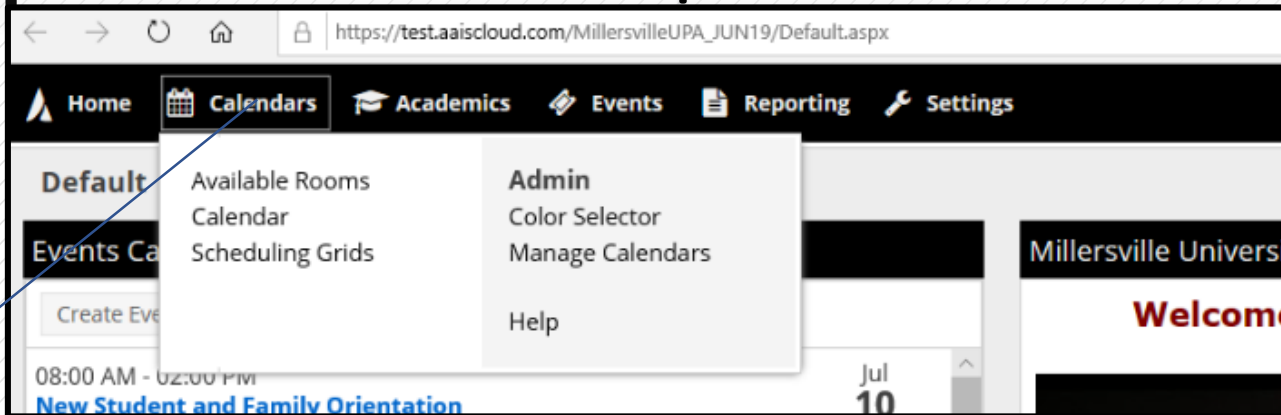 https://test.aaiscloud.com/MillersvilleUPA_JUN19/Default.aspx
Home Calendars Academics Events Reporting Settings
Default
Available Rooms
Calendar
Scheduling Grids
Admin
Color Selector
Manage Calendars
Help
Events Ca
Create Eve
08:00 AM - 02:00 PM
New Student and Family Orientation
Jul
10
Millersville Univers
Welcome